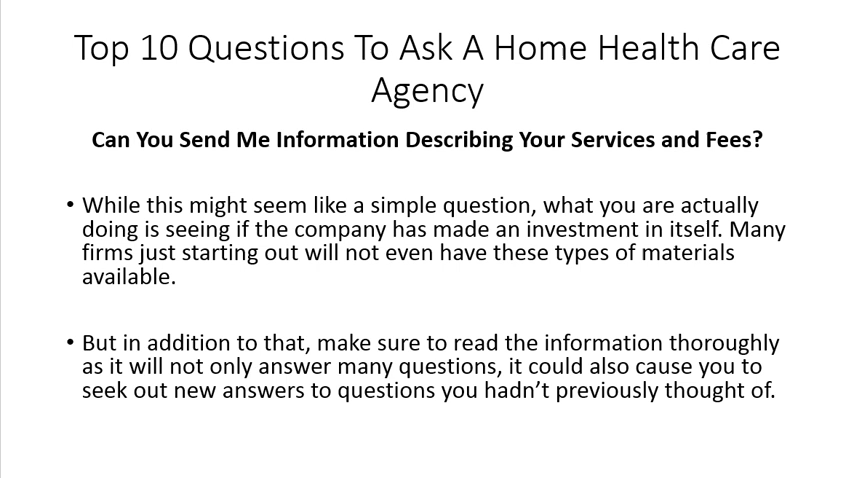 Top 10 Questions To Ask A Home Health Care
Agency
Can You Send Me Information Describing Your Services and Fees?
• While this might seem like a simple question, what you are actually
doing is seeing if the company has made an investment in itself. Many
firms just starting out will not even have these types of materials
available.
• But in addition to that, make sure to read the information thoroughly
as it will not only answer many questions, it could also cause you to
seek out new answers to questions you hadn’t previously thought of.